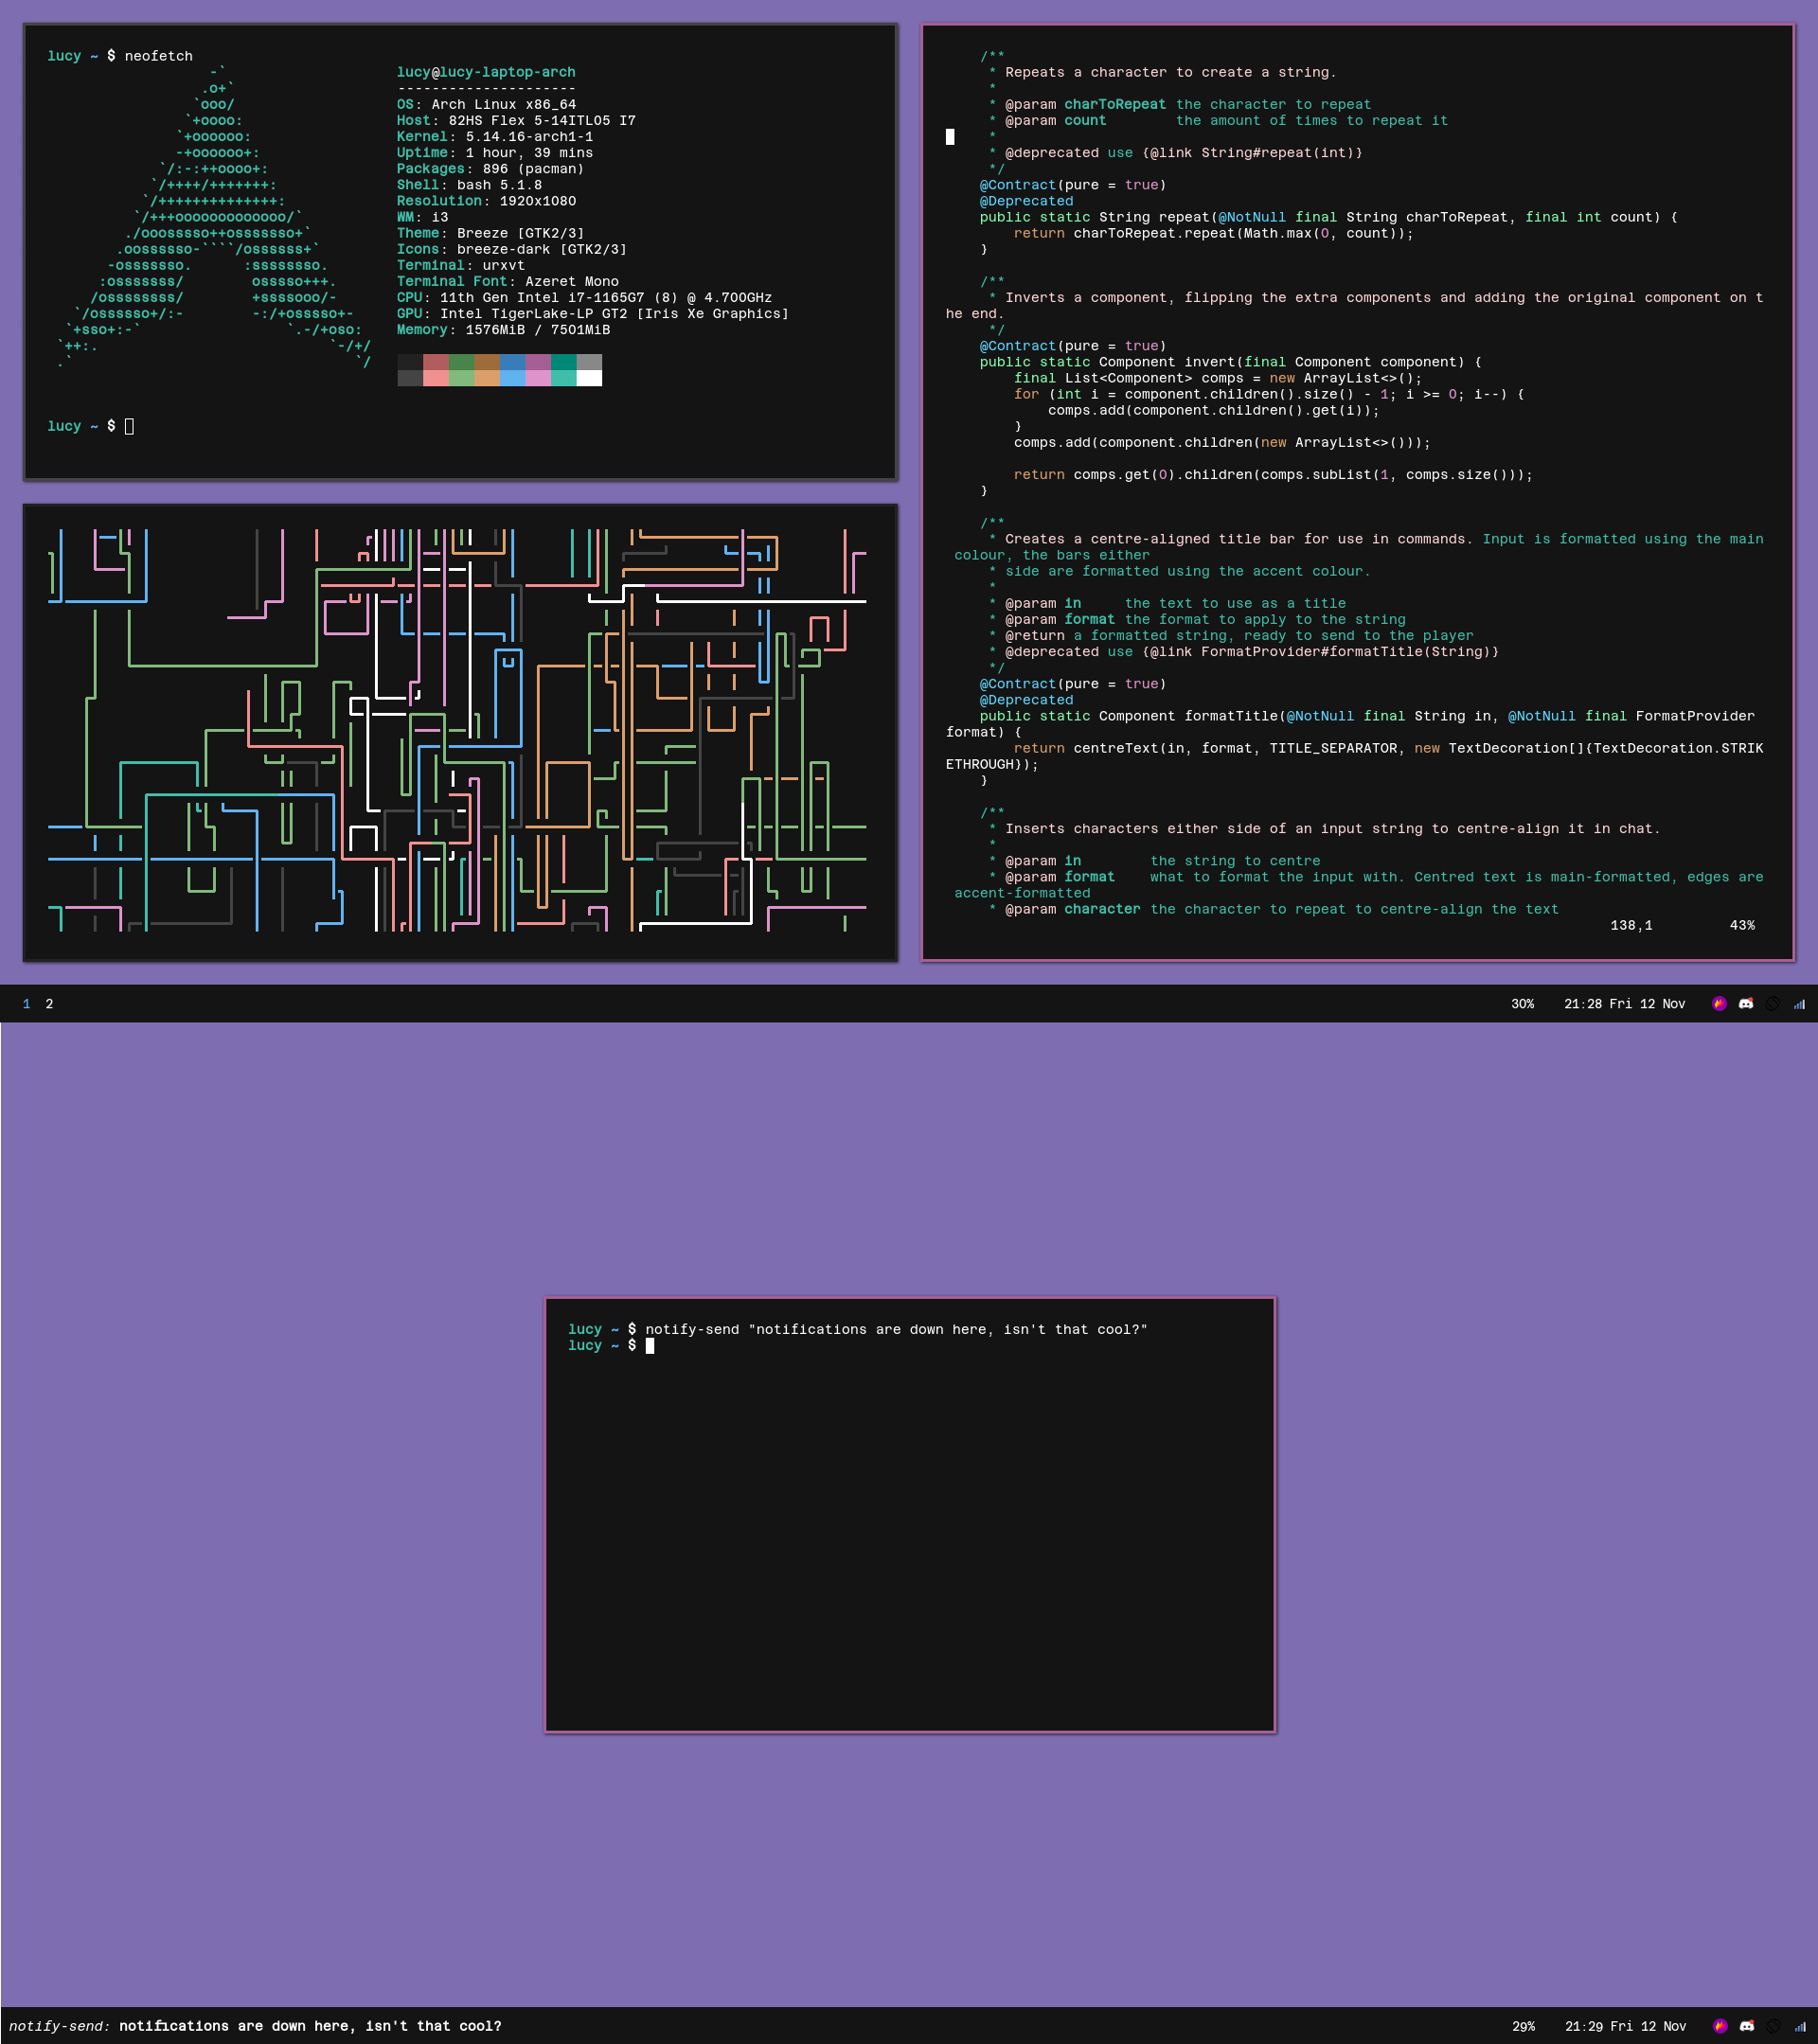 lucy ~ $ neofetch
-`
.o+`
`ooo/
`+oooo:
`+oooooo:
-+oooooo+:
`/:-:++oooo+:
`/++++/+++++++:
`/++++++++++++++:
`/+++ooooooooooooo/`
./ooosssso++osssssso+`
.oossssso-````/ossssss+`
-osssssso. :ssssssso.
:osssssss/ osssso+++.
/ossssssss/ +ssssooo/-
`/ossssso+/:- -:/+osssso+-
`+sso+:-` `.-/+oso:
`++:. `-/+/
.` `/
lucy@lucy-laptop-arch
---------------------
OS: Arch Linux x86_64
Host: 82HS Flex 5-14ITL05 I7
Kernel: 5.14.16-arch1-1
Uptime: 1 hour, 39 mins
Packages: 896 (pacman)
Shell: bash 5.1.8
Resolution: 1920x1080
WM: i3
Theme: Breeze [GTK2/3]
Icons: breeze-dark [GTK2/3]
Terminal: urxvt
Terminal Font: Azeret Mono
CPU: 11th Gen Intel i7-1165G7 (8) @ 4.700GHz
GPU: Intel TigerLake-LP GT2 [Iris Xe Graphics]
Memory: 1576MiB / 7501MiB
lucy ~ $
/**
* Repeats a character to create a string.
*
* @param charToRepeat the character to repeat
* @param count the amount of times to repeat it
*
* @deprecated use {@link String#repeat(int)}
*/
@Contract(pure = true)
@Deprecated
public static String repeat(@NotNull final String charToRepeat, final int count) {
return charToRepeat.repeat(Math.max(0, count));
}
/**
* Inverts a component, flipping the extra components and adding the original component on t
he end.
*/
@Contract(pure = true)
public static Component invert(final Component component) {
final List<Component> comps = new ArrayList<>();
for (int i = component.children().size() - 1; i >= 0; i--) {
comps.add(component.children().get(i));
}
comps.add(component.children(new ArrayList<>()));
return comps.get(0).children(comps.subList(1, comps.size()));
}
/**
* Creates a centre-aligned title bar for use in commands. Input is formatted using the main
colour, the bars either
* side are formatted using the accent colour.
*
* @param in the text to use as a title
* @param format the format to apply to the string
* @return a formatted string, ready to send to the player
* @deprecated use {@link FormatProvider#formatTitle(String)}
*/
@Contract(pure = true)
@Deprecated
public static Component formatTitle(@NotNull final String in, @NotNull final FormatProvider
format) {
return centreText(in, format, TITLE_SEPARATOR, new TextDecoration[]{TextDecoration.STRIK
ETHROUGH});
}
/**
* Inserts characters either side of an input string to centre-align it in chat.
*
* @param in the string to centre
* @param format what to format the input with. Centred text is main-formatted, edges are
accent-formatted
* @param character the character to repeat to centre-align the text
138,1 43%
1 2 30% 21:28 Fri 12 Nov
lucy ~ $ notify-send "notifications are down here, isn't that cool?"
lucy ~ $
notify-send: notifications are down here, isn't that cool? 29% 21:29 Fri 12 Nov